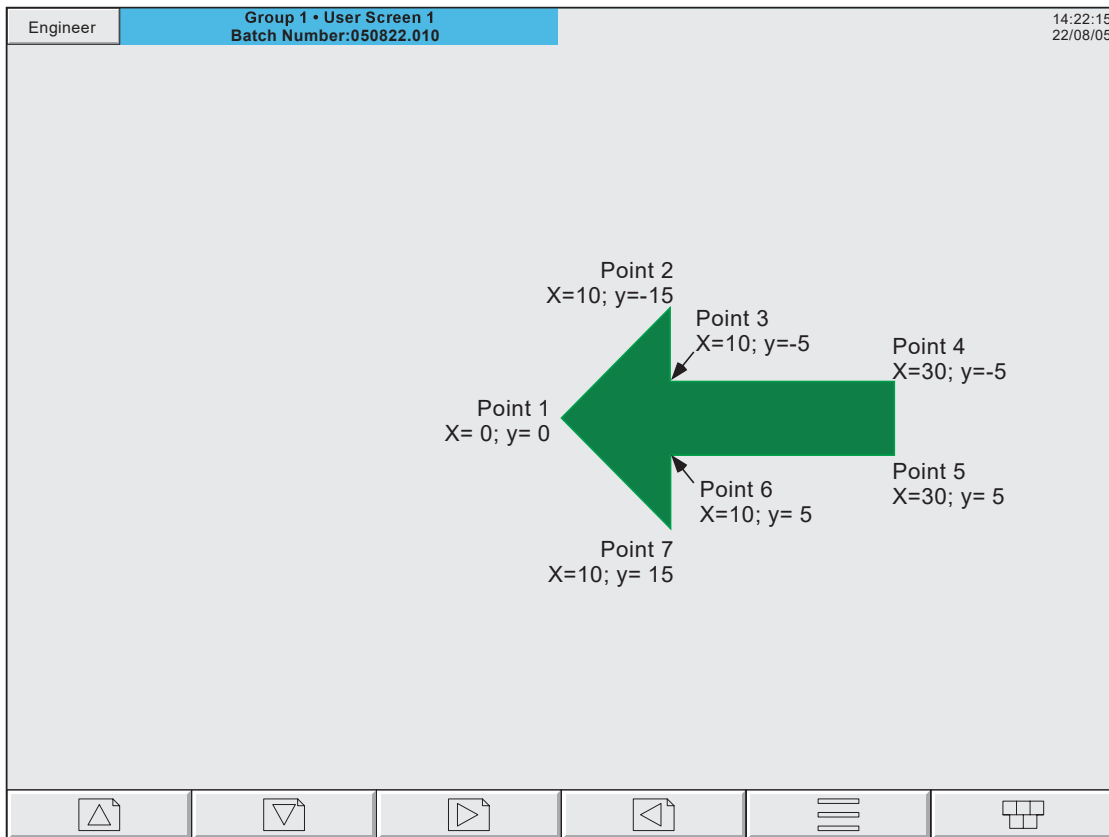 Engineer
Group 1 • User Screen 1
Batch Number:050822.010
14:22:15
22/08/05
Point 2
X=10; y=-15
Point 3
X=10; y=-5
Point 4
X=30; y=-5
Point 1
X= 0; y= 0
Point 5
X=30; y= 5
Point 6
X=10; y= 5
Point 7
X=10; y= 15